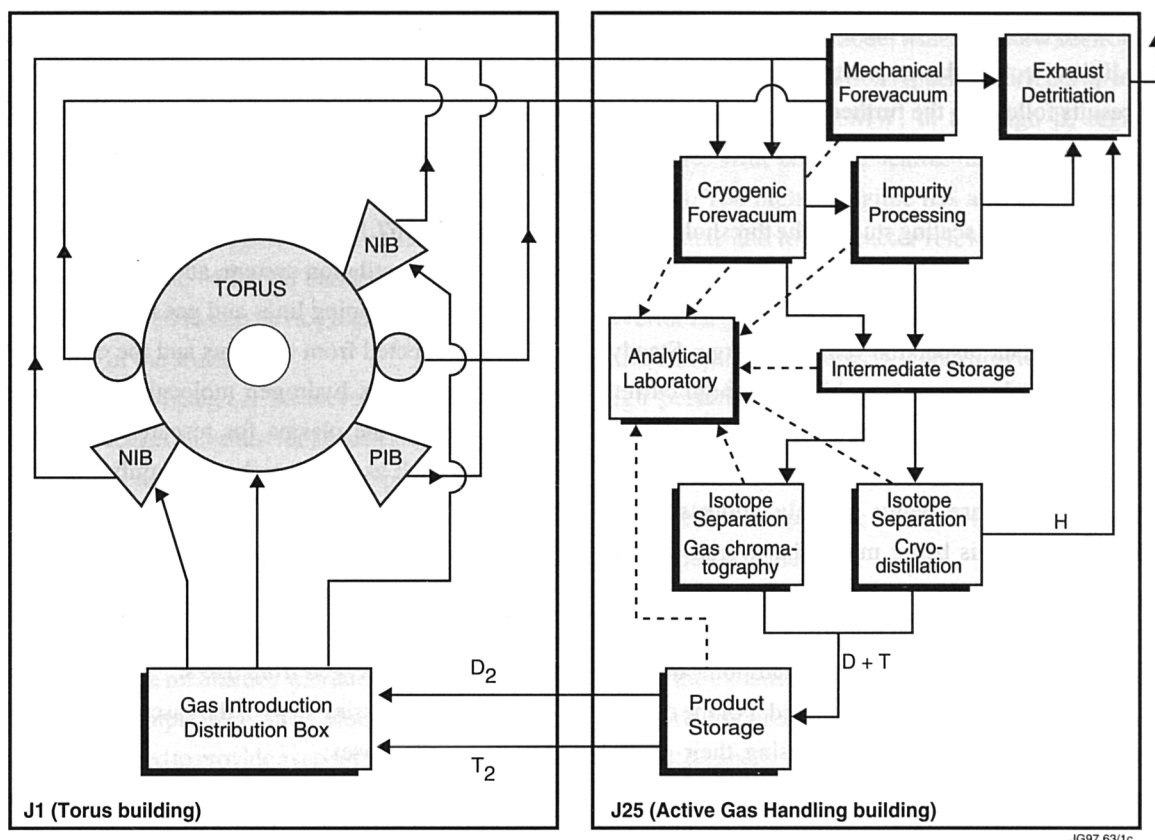 Mechanical
Forevacuum
Exhaust
Detritiation
Cryogenic
Forevacuum
Impurity
Processing
NIB
TORUS
Analytical
Laboratory
Intermediate Storage
NIB
PIB
Isotope
Separation
Gas chroma-
tography
Isotope
Separation
Cryo-
distillation
H
D + T
D2
Gas Introduction
Distribution Box
Product
Storage
T2
J1 (Torus building)
J25 (Active Gas Handling building)
JG97.63/1c